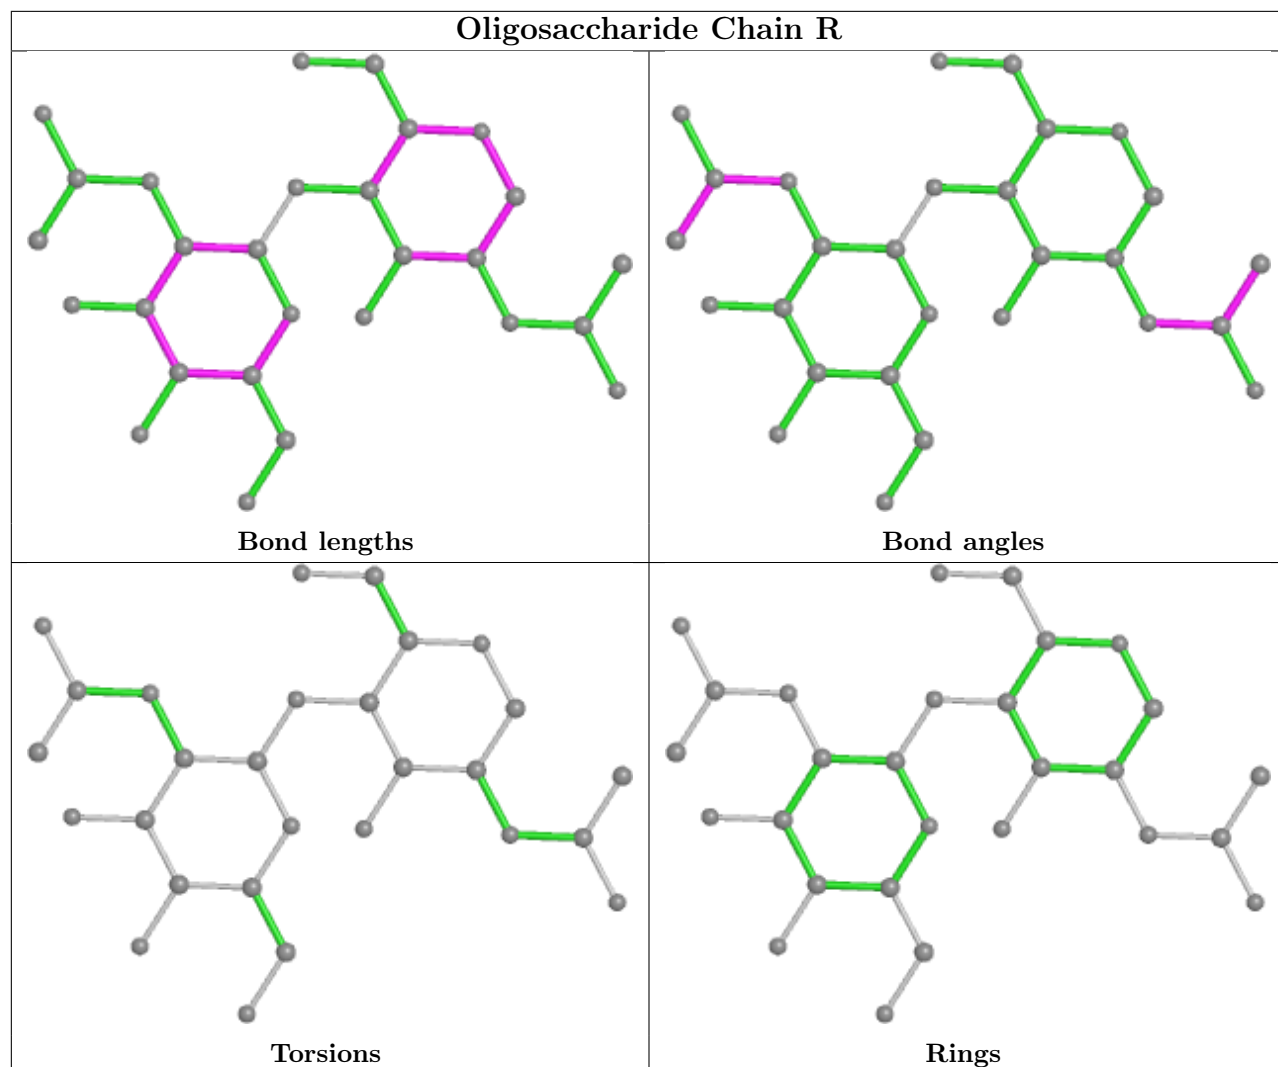 Oligosaccharide Chain R
Bond lengths
Bond angles
Torsions
Rings